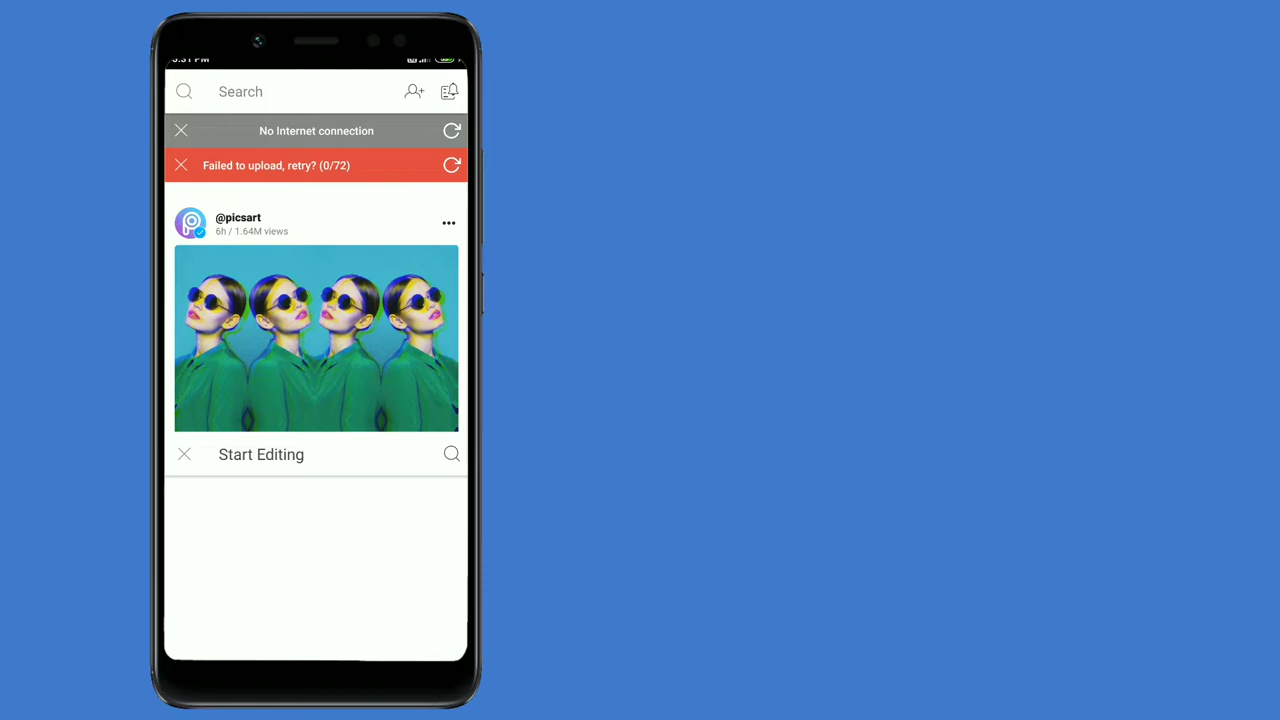 Search
No Internet connection
Failed to upload, retry? (0/72)
@picsart
6h / 1.64M views
Start Editing